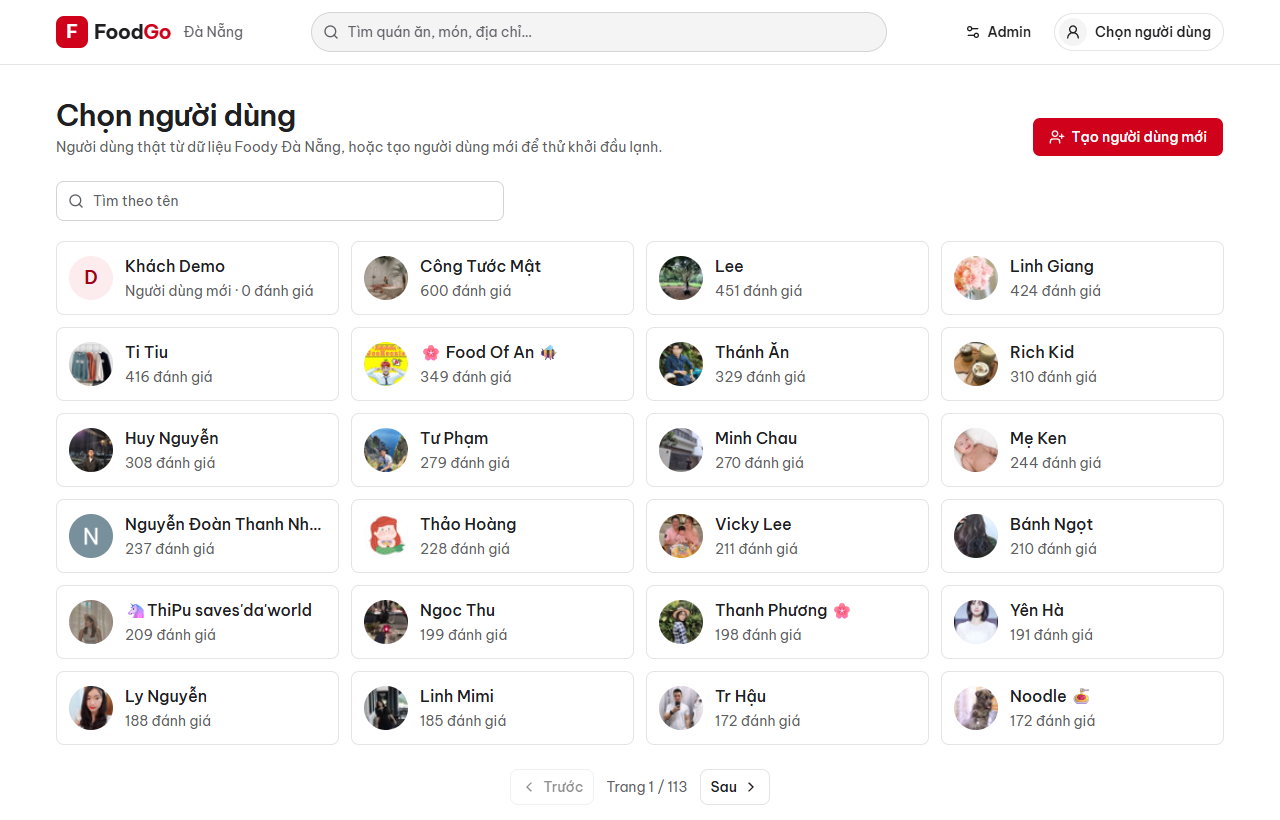 F FoodGo Đà Nẵng
Tìm quán ăn, món, địa chỉ...
Admin
Chọn người dùng
Chọn người dùng
Người dùng thật từ dữ liệu Foody Đà Nẵng, hoặc tạo người dùng mới để thử khởi đầu lạnh.
Tạo người dùng mới
Tìm theo tên
D
Khách Demo
Người dùng mới · 0 đánh giá
Công Tước Mật
600 đánh giá
Lee
451 đánh giá
Linh Giang
424 đánh giá
Ti Tiu
416 đánh giá
🌸 Food Of An 🐝
349 đánh giá
Thánh Ăn
329 đánh giá
Rich Kid
310 đánh giá
Huy Nguyễn
308 đánh giá
Tư Phạm
279 đánh giá
Minh Chau
270 đánh giá
Mẹ Ken
244 đánh giá
N
Nguyễn Đoàn Thanh Nh...
237 đánh giá
Thảo Hoàng
228 đánh giá
Vicky Lee
211 đánh giá
Bánh Ngọt
210 đánh giá
🦄ThiPu saves'da'world
209 đánh giá
Ngoc Thu
199 đánh giá
Thanh Phương 🌸
198 đánh giá
Yên Hà
191 đánh giá
Ly Nguyễn
188 đánh giá
Linh Mimi
185 đánh giá
Tr Hậu
172 đánh giá
Noodle 🍝
172 đánh giá
Trước
Trang 1 / 113
Sau